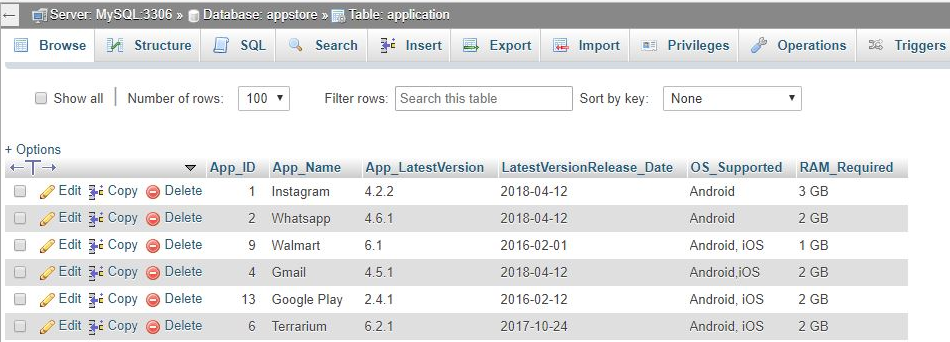 Server: MySQL:3306 » Database: appstore » Table: application
Browse Structure SQL Search Insert Export Import Privileges Operations Triggers
Show all Number of rows: 100 Filter rows: Search this table Sort by key: None
+ Options
App_ID App_Name App_LatestVersion LatestVersionRelease_Date OS_Supported RAM_Required
Edit Copy Delete 1 Instagram 4.2.2 2018-04-12 Android 3 GB
Edit Copy Delete 2 Whatsapp 4.6.1 2018-04-12 Android 2 GB
Edit Copy Delete 9 Walmart 6.1 2016-02-01 Android, iOS 1 GB
Edit Copy Delete 4 Gmail 4.5.1 2018-04-12 Android,iOS 2 GB
Edit Copy Delete 13 Google Play 2.4.1 2016-02-12 Android, iOS 2 GB
Edit Copy Delete 6 Terrarium 6.2.1 2017-10-24 Android, iOS 2 GB